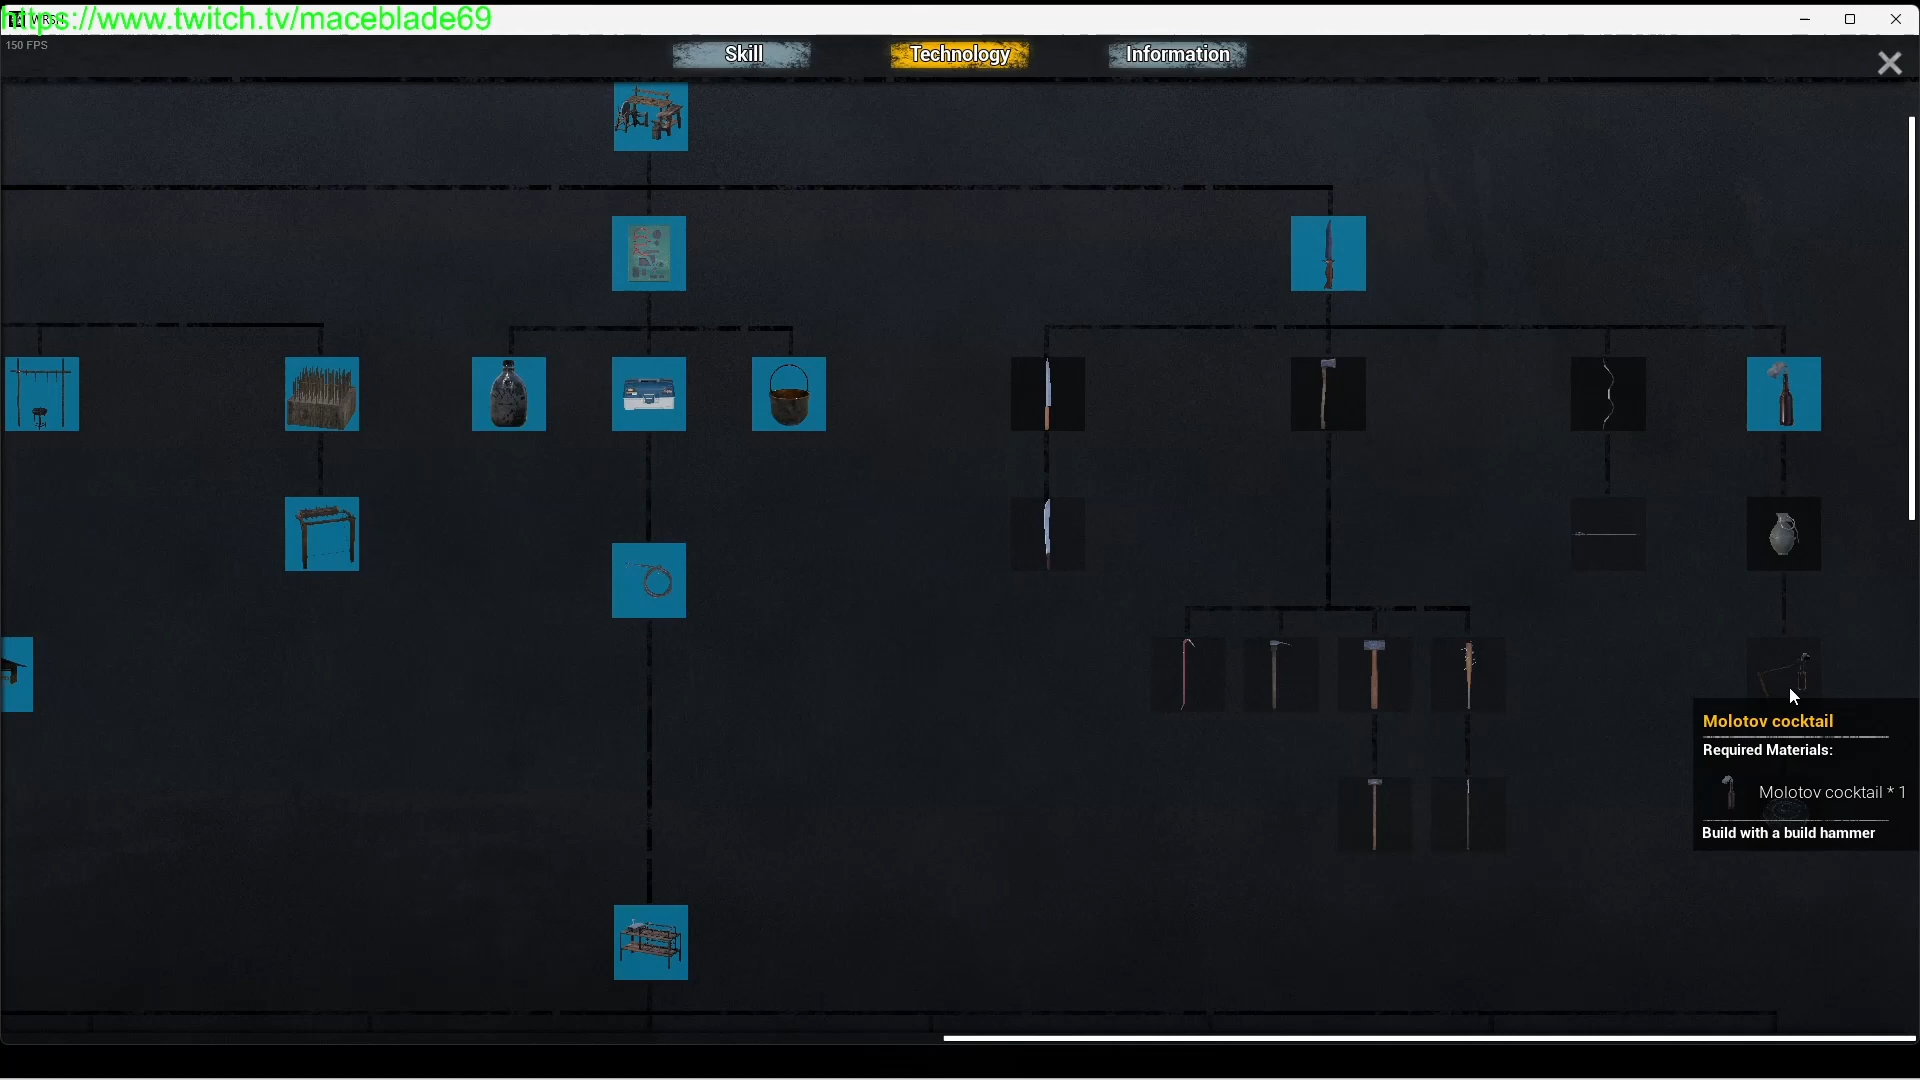 https://www.twitch.tv/maceblade69
150 FPS
Skill
Technology
Information
Molotov cocktail
Required Materials:
Molotov cocktail * 1
Build with a build hammer